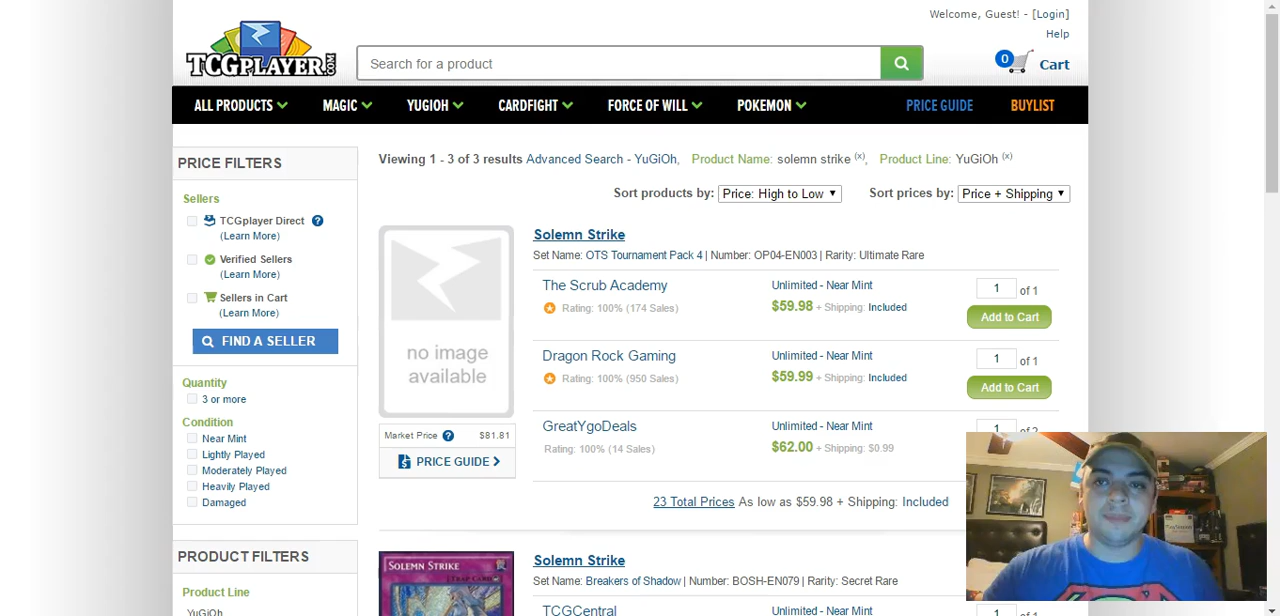 Welcome, Guest! - [Login]
Help
TCGPLAYER.COM
Search for a product
0 Cart
ALL PRODUCTS MAGIC YUGIOH CARDFIGHT FORCE OF WILL POKEMON PRICE GUIDE BUYLIST
PRICE FILTERS
Sellers
TCGplayer Direct ?
(Learn More)
Verified Sellers
(Learn More)
Sellers in Cart
(Learn More)
FIND A SELLER
Quantity
3 or more
Condition
Near Mint
Lightly Played
Moderately Played
Heavily Played
Damaged
PRODUCT FILTERS
Product Line
YuGiOh
Viewing 1 - 3 of 3 results Advanced Search - YuGiOh, Product Name: solemn strike (x), Product Line: YuGiOh (x)
Sort products by: Price: High to Low ▼ Sort prices by: Price + Shipping ▼
no image
available
Market Price ? $81.81
$ PRICE GUIDE
Solemn Strike
Set Name: OTS Tournament Pack 4 | Number: OP04-EN003 | Rarity: Ultimate Rare
The Scrub Academy Unlimited - Near Mint 1 of 1
Rating: 100% (174 Sales) $59.98 + Shipping: Included Add to Cart
Dragon Rock Gaming Unlimited - Near Mint 1 of 1
Rating: 100% (950 Sales) $59.99 + Shipping: Included Add to Cart
GreatYgoDeals Unlimited - Near Mint 1 of 2
Rating: 100% (14 Sales) $62.00 + Shipping: $0.99
23 Total Prices As low as $59.98 + Shipping: Included
SOLEMN STRIKE
Solemn Strike
Set Name: Breakers of Shadow | Number: BOSH-EN079 | Rarity: Secret Rare
TCGCentral Unlimited - Near Mint